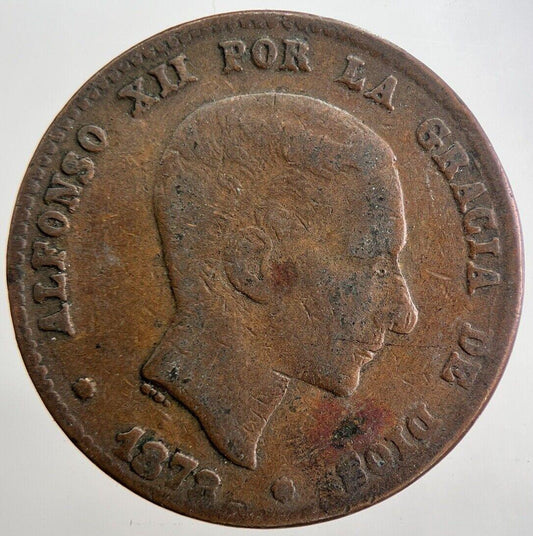 ALFONSO XII POR LA GRACIA DE DIOS